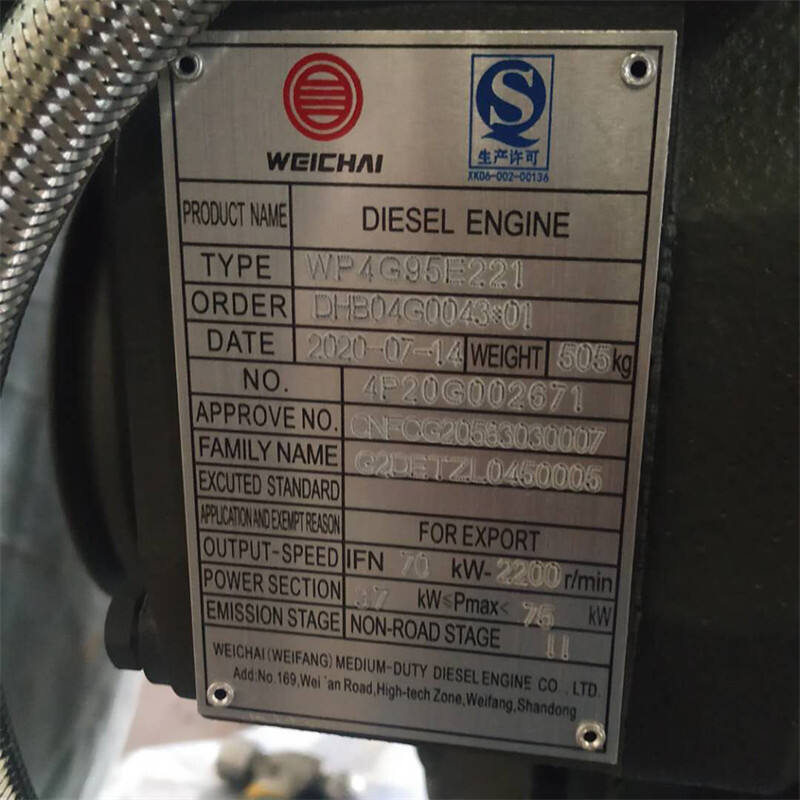 WEICHAI
生产许可
XK06-002-00136
PRODUCT NAME DIESEL ENGINE
TYPE WP4G95E221
ORDER DHB04G0043*01
DATE 2020-07-14 WEIGHT 505kg
NO. 4P20G002671
APPROVE NO. CNFCG20583030007
FAMILY NAME G2DETZL0450005
EXCUTED STANDARD
APPLICATION AND EXEMPT REASON FOR EXPORT
OUTPUT-SPEED IFN 70 kW-2200r/min
POWER SECTION 37 kW≤Pmax< 75 kW
EMISSION STAGE NON-ROAD STAGE II
WEICHAI(WEIFANG)MEDIUM-DUTY DIESEL ENGINE CO .LTD.
Add:No.169,Wei 'an Road,High-tech Zone,Weifang,Shandong